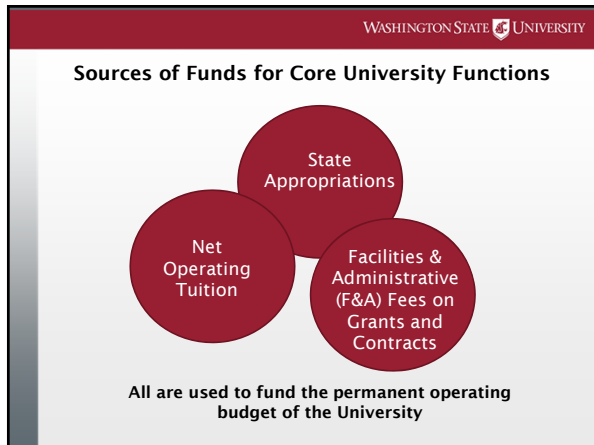 WASHINGTON STATE UNIVERSITY
Sources of Funds for Core University Functions
State
Appropriations
Net
Operating
Tuition
Facilities &
Administrative
(F&A) Fees on
Grants and
Contracts
All are used to fund the permanent operating
budget of the University